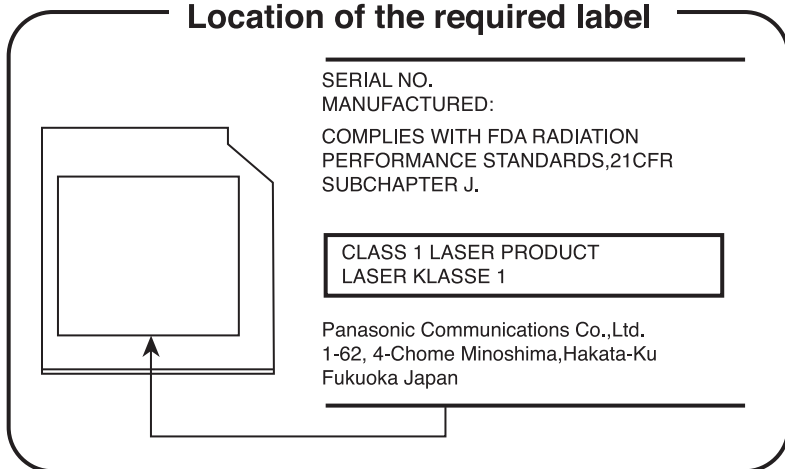 Location of the required label
SERIAL NO.
MANUFACTURED:
COMPLIES WITH FDA RADIATION
PERFORMANCE STANDARDS,21CFR
SUBCHAPTER J.
CLASS 1 LASER PRODUCT
LASER KLASSE 1
Panasonic Communications Co.,Ltd.
1-62, 4-Chome Minoshima,Hakata-Ku
Fukuoka Japan